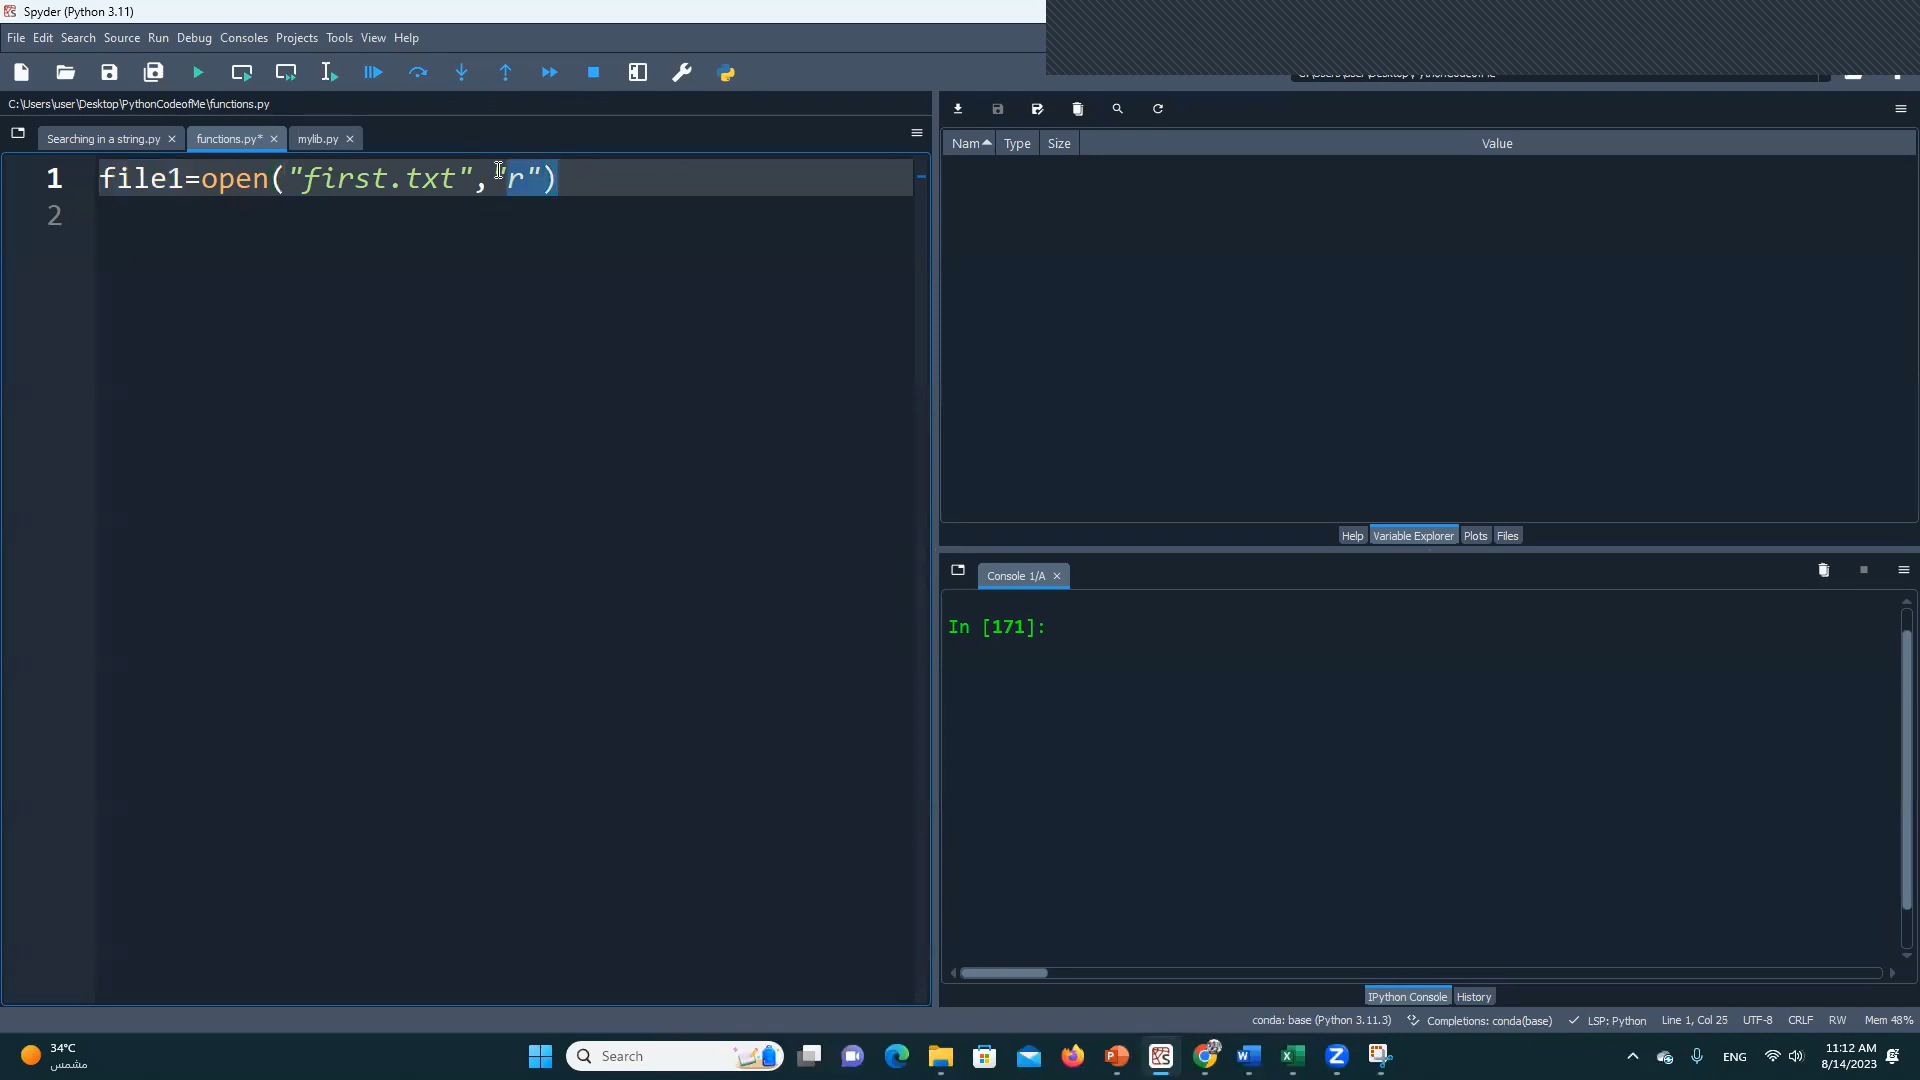 Spyder (Python 3.11)
File Edit Search Source Run Debug Consoles Projects Tools View Help
C:\Users\user\Desktop\PythonCodeofMe\functions.py
Searching in a string.py functions.py* mylib.py
1 file1=open("first.txt","r")
2
Nam Type Size Value
Help Variable Explorer Plots Files
Console 1/A
In [171]:
IPython Console History
conda: base (Python 3.11.3) Completions: conda(base) LSP: Python Line 1, Col 25 UTF-8 CRLF RW Mem 48%
34°C
مشمس
Search
ENG
11:12 AM
8/14/2023